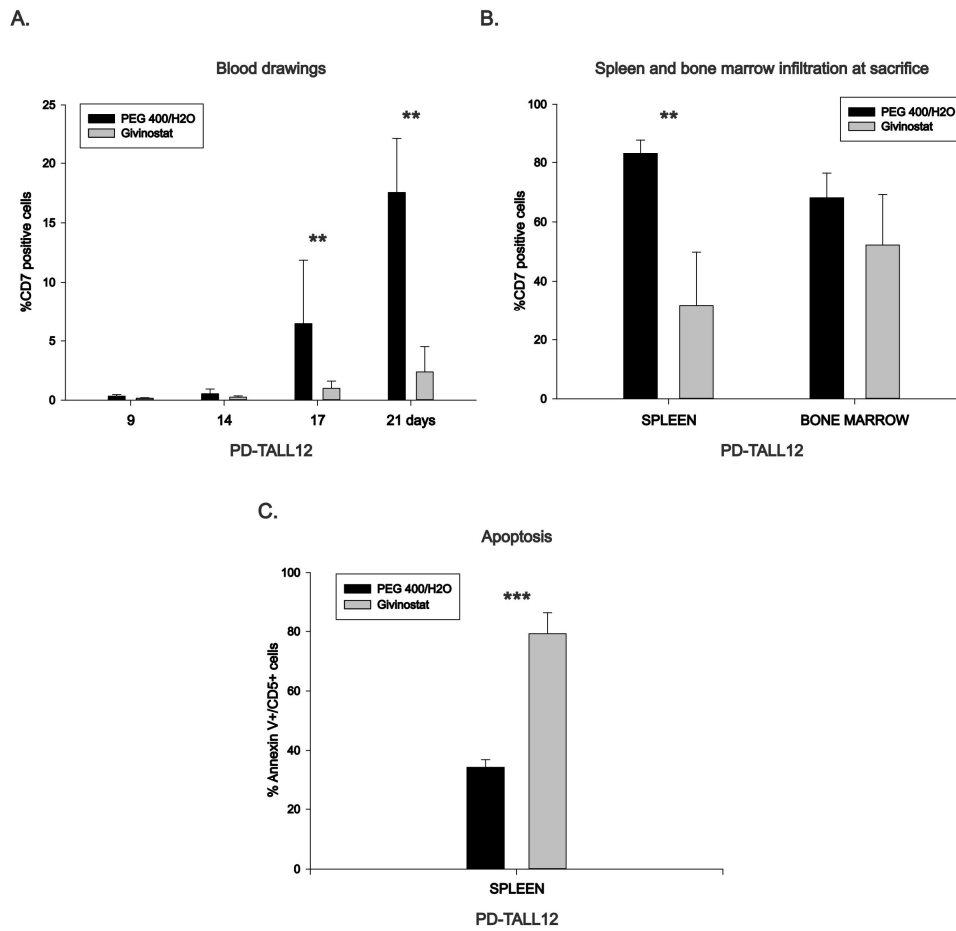 A.
Blood drawings
PEG 400/H2O
Givinostat
**
**
30
25
20
15
10
5
0
%CD7 positive cells
9 14 17 21 days
PD-TALL12
B.
Spleen and bone marrow infiltration at sacrifice
PEG 400/H2O
Givinostat
**
100
80
60
40
20
0
%CD7 positive cells
SPLEEN BONE MARROW
PD-TALL12
C.
Apoptosis
PEG 400/H2O
Givinostat
***
100
80
60
40
20
0
% Annexin V+/CD5+ cells
SPLEEN
PD-TALL12